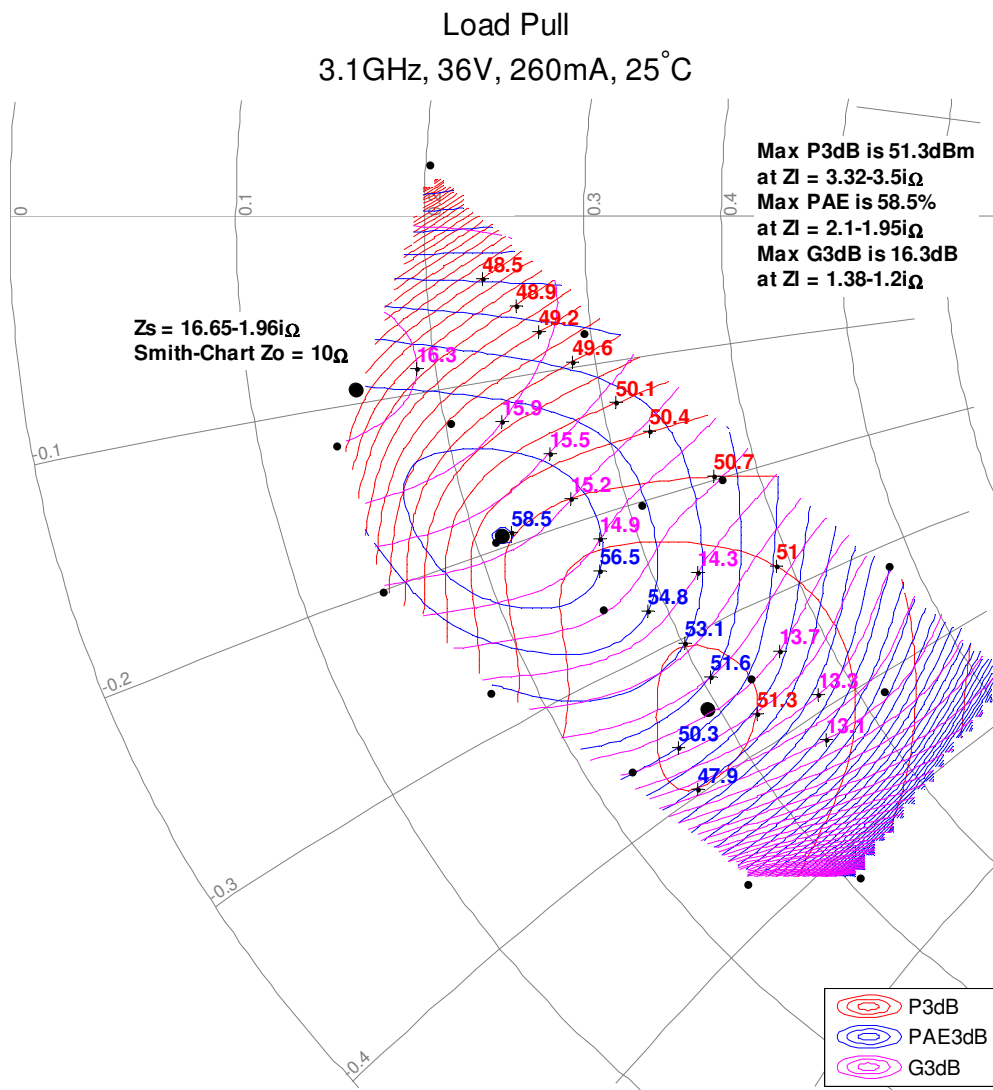 Load Pull
3.1GHz, 36V, 260mA, 25°C
Max P3dB is 51.3dBm
at Zl = 3.32-3.5iΩ
Max PAE is 58.5%
at Zl = 2.1-1.95iΩ
Max G3dB is 16.3dB
at Zl = 1.38-1.2iΩ
0
0.1
0.3
0.4
48.5
48.9
49.2
Zs = 16.65-1.96iΩ
Smith-Chart Zo = 10Ω
49.6
16.3
50.1
15.9
50.4
15.5
-0.1
50.7
15.2
58.5
14.9
51
56.5
14.3
54.8
53.1
13.7
51.6
-0.2
13.3
51.3
50.3
13.1
47.9
-0.3
-0.4
P3dB
PAE3dB
G3dB